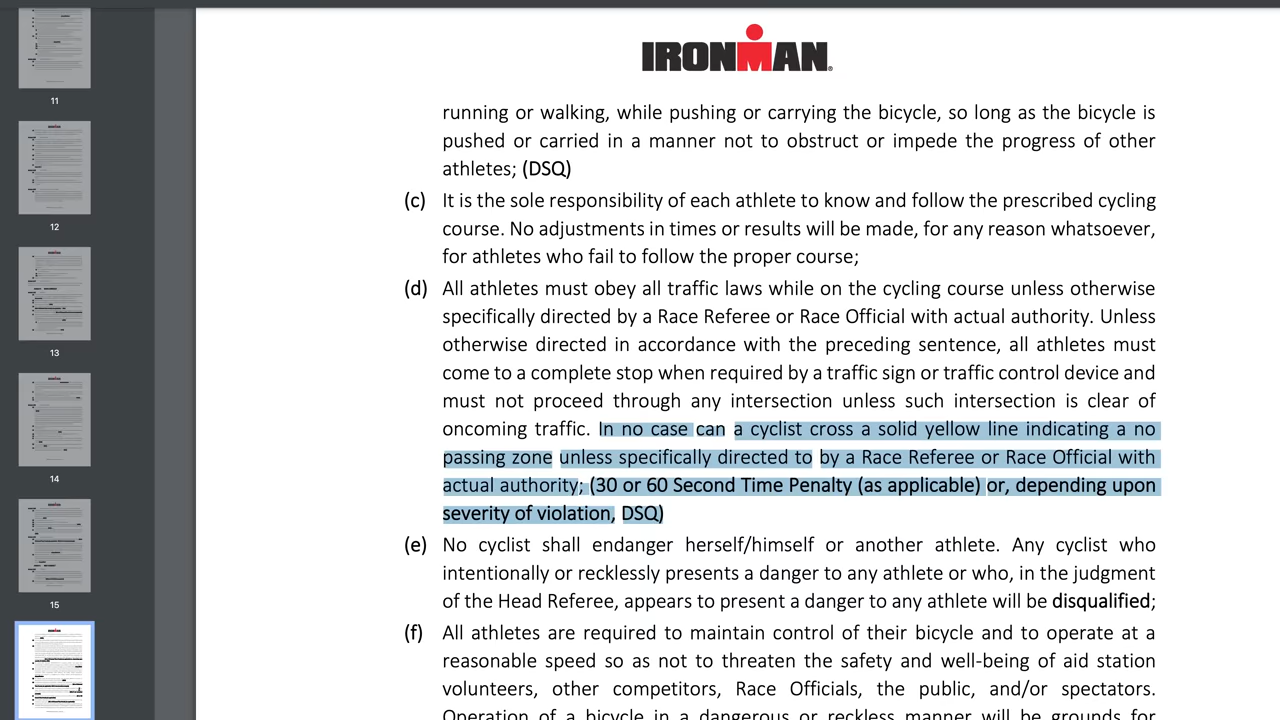 IRONMAN®
running or walking, while pushing or carrying the bicycle, so long as the bicycle is
pushed or carried in a manner not to obstruct or impede the progress of other
athletes; (DSQ)
(c) It is the sole responsibility of each athlete to know and follow the prescribed cycling
course. No adjustments in times or results will be made, for any reason whatsoever,
for athletes who fail to follow the proper course;
(d) All athletes must obey all traffic laws while on the cycling course unless otherwise
specifically directed by a Race Referee or Race Official with actual authority. Unless
otherwise directed in accordance with the preceding sentence, all athletes must
come to a complete stop when required by a traffic sign or traffic control device and
must not proceed through any intersection unless such intersection is clear of
oncoming traffic. In no case can a cyclist cross a solid yellow line indicating a no
passing zone unless specifically directed to by a Race Referee or Race Official with
actual authority; (30 or 60 Second Time Penalty (as applicable) or, depending upon
severity of violation, DSQ)
(e) No cyclist shall endanger herself/himself or another athlete. Any cyclist who
intentionally or recklessly presents a danger to any athlete or who, in the judgment
of the Head Referee, appears to present a danger to any athlete will be disqualified;
(f) All athletes are required to maintain control of their bicycle and to operate at a
reasonable speed so as not to threaten the safety and well-being of aid station
volunteers, other competitors, Race Officials, the public, and/or spectators.
Operation of a bicycle in a dangerous or reckless manner will be grounds for
11
12
13
14
15